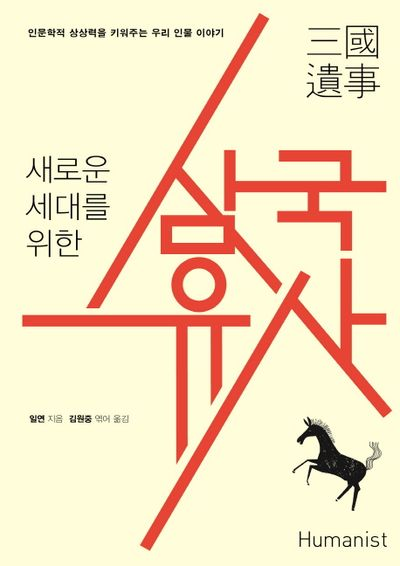 인문학적 상상력을 키워주는 우리 인물 이야기
三國
遺事
새로운
세대를
위한
삼국
유사
일연 지음 김원중 엮어 옮김
Humanist